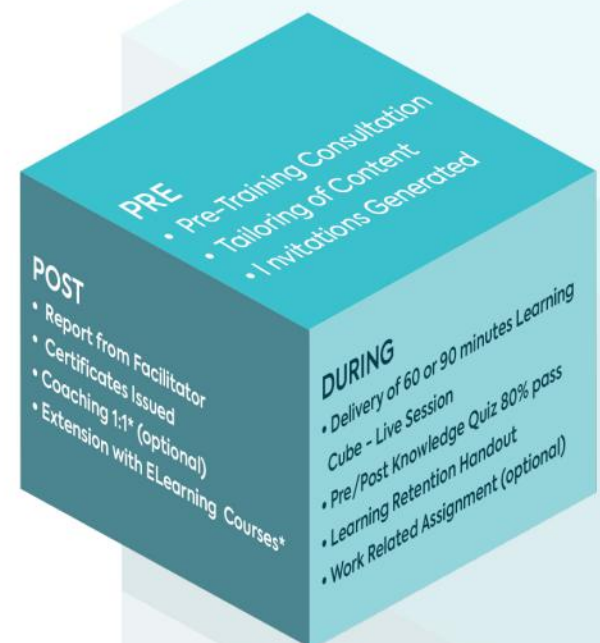 PRE
• Pre-Training Consultation
• Tailoring of Content
• Invitations Generated
POST
• Report from Facilitator
• Certificates Issued
• Coaching 1:1* (optional)
• Extension with ELearning Courses*
DURING
• Delivery of 60 or 90 minutes Learning
Cube - Live Session
• Pre/Post Knowledge Quiz 80% pass
• Learning Retention Handout
• Work Related Assignment (optional)